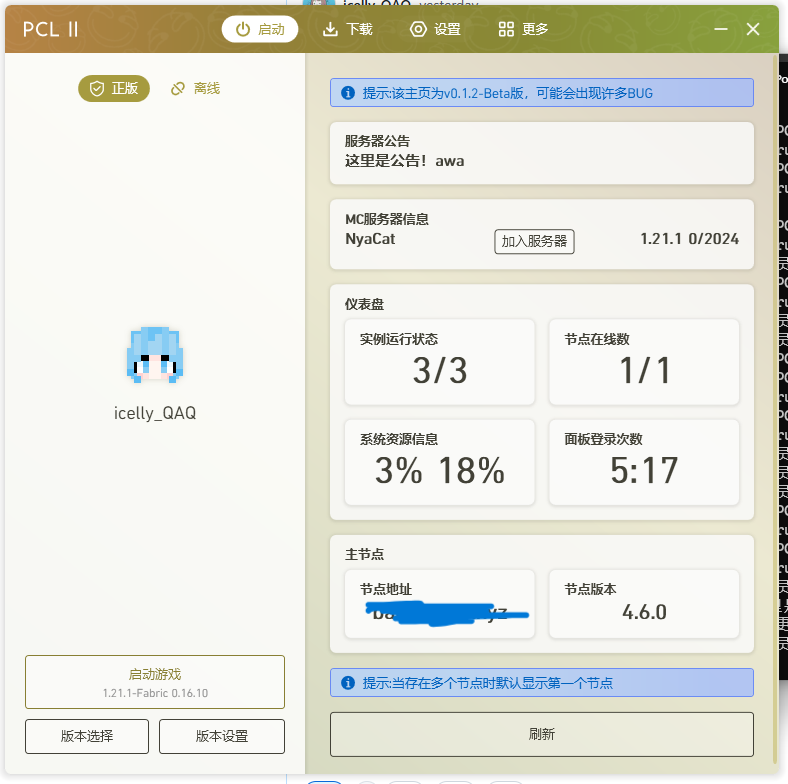 icelly_QAQ yesterday
PCL II
启动
下载
设置
更多
正版
离线
icelly_QAQ
启动游戏
1.21.1-Fabric 0.16.10
版本选择
版本设置
提示:该主页为v0.1.2-Beta版，可能会出现许多BUG
服务器公告
这里是公告！awa
MC服务器信息
NyaCat
加入服务器
1.21.1 0/2024
仪表盘
实例运行状态
3/3
节点在线数
1/1
系统资源信息
3% 18%
面板登录次数
5:17
主节点
节点地址
节点版本
4.6.0
提示:当存在多个节点时默认显示第一个节点
刷新